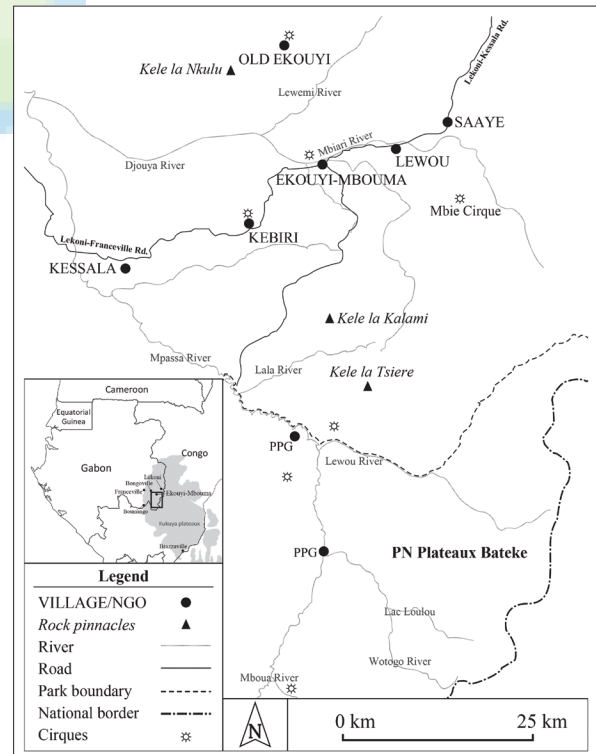 OLD EKOUYI
Kele la Nkulu
Lewemi River
Lekoni-Kessala Rd.
SAAYE
Mbiari River
LEWOU
Djouya River
EKOUYI-MBOUMA
Mbie Cirque
KEBIRI
Lekoni-Franceville Rd.
KESSALA
Kele la Kalami
Mpassa River
Lala River
Kele la Tsiere
PPG
Lewou River
PPG
PN Plateaux Bateke
Lac Loulou
Wotogo River
Mboua River
Cameroon
Equatorial
Guinea
Congo
Gabon
Lekoni
Bongoville
Franceville
Ekouyi-Mbouma
Boumango
Kukuya plateaux
Brazzaville
Legend
VILLAGE/NGO
Rock pinnacles
River
Road
Park boundary
National border
Cirques
N
0 km
25 km